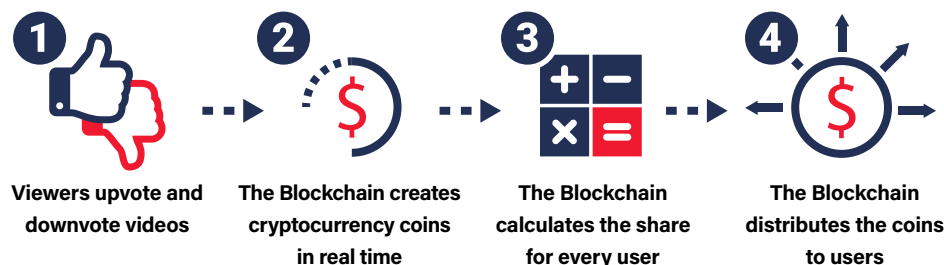 1
Viewers upvote and
downvote videos
2
$
The Blockchain creates
cryptocurrency coins
in real time
3
+ −
× =
The Blockchain
calculates the share
for every user
4
$
The Blockchain
distributes the coins
to users